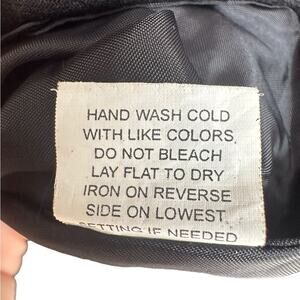 HAND WASH COLD
WITH LIKE COLORS,
DO NOT BLEACH
LAY FLAT TO DRY
IRON ON REVERSE
SIDE ON LOWEST
SETTING IF NEEDED